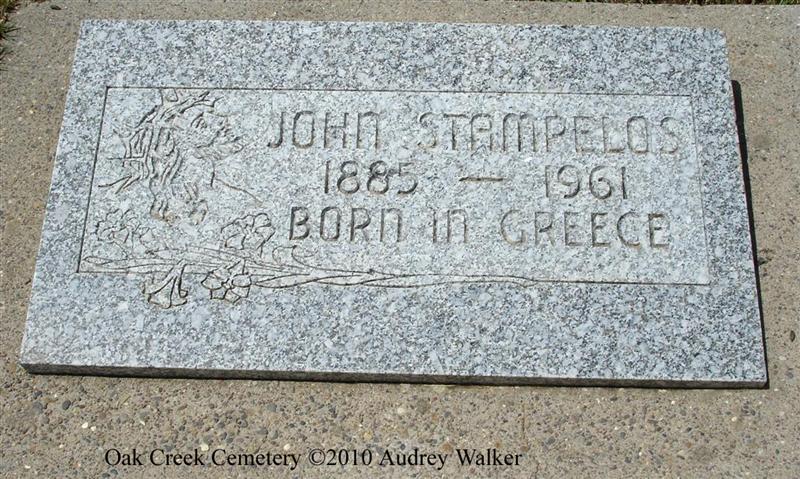 JOHN STAMPELOS
1885 — 1961
BORN IN GREECE
Oak Creek Cemetery ©2010 Audrey Walker